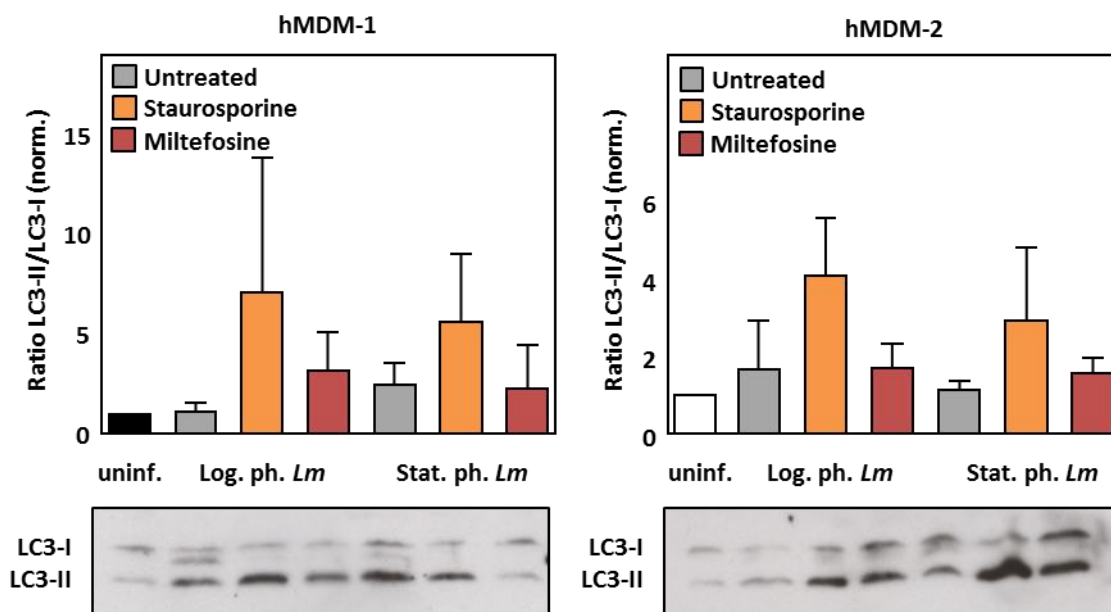 hMDM-1
Ratio LC3-II/LC3-I (norm.)
Untreated
Staurosporine
Miltefosine
15
10
5
0
uninf. Log. ph. Lm Stat. ph. Lm
LC3-I
LC3-II
hMDM-2
Ratio LC3-II/LC3-I (norm.)
Untreated
Staurosporine
Miltefosine
6
4
2
0
uninf. Log. ph. Lm Stat. ph. Lm
LC3-I
LC3-II